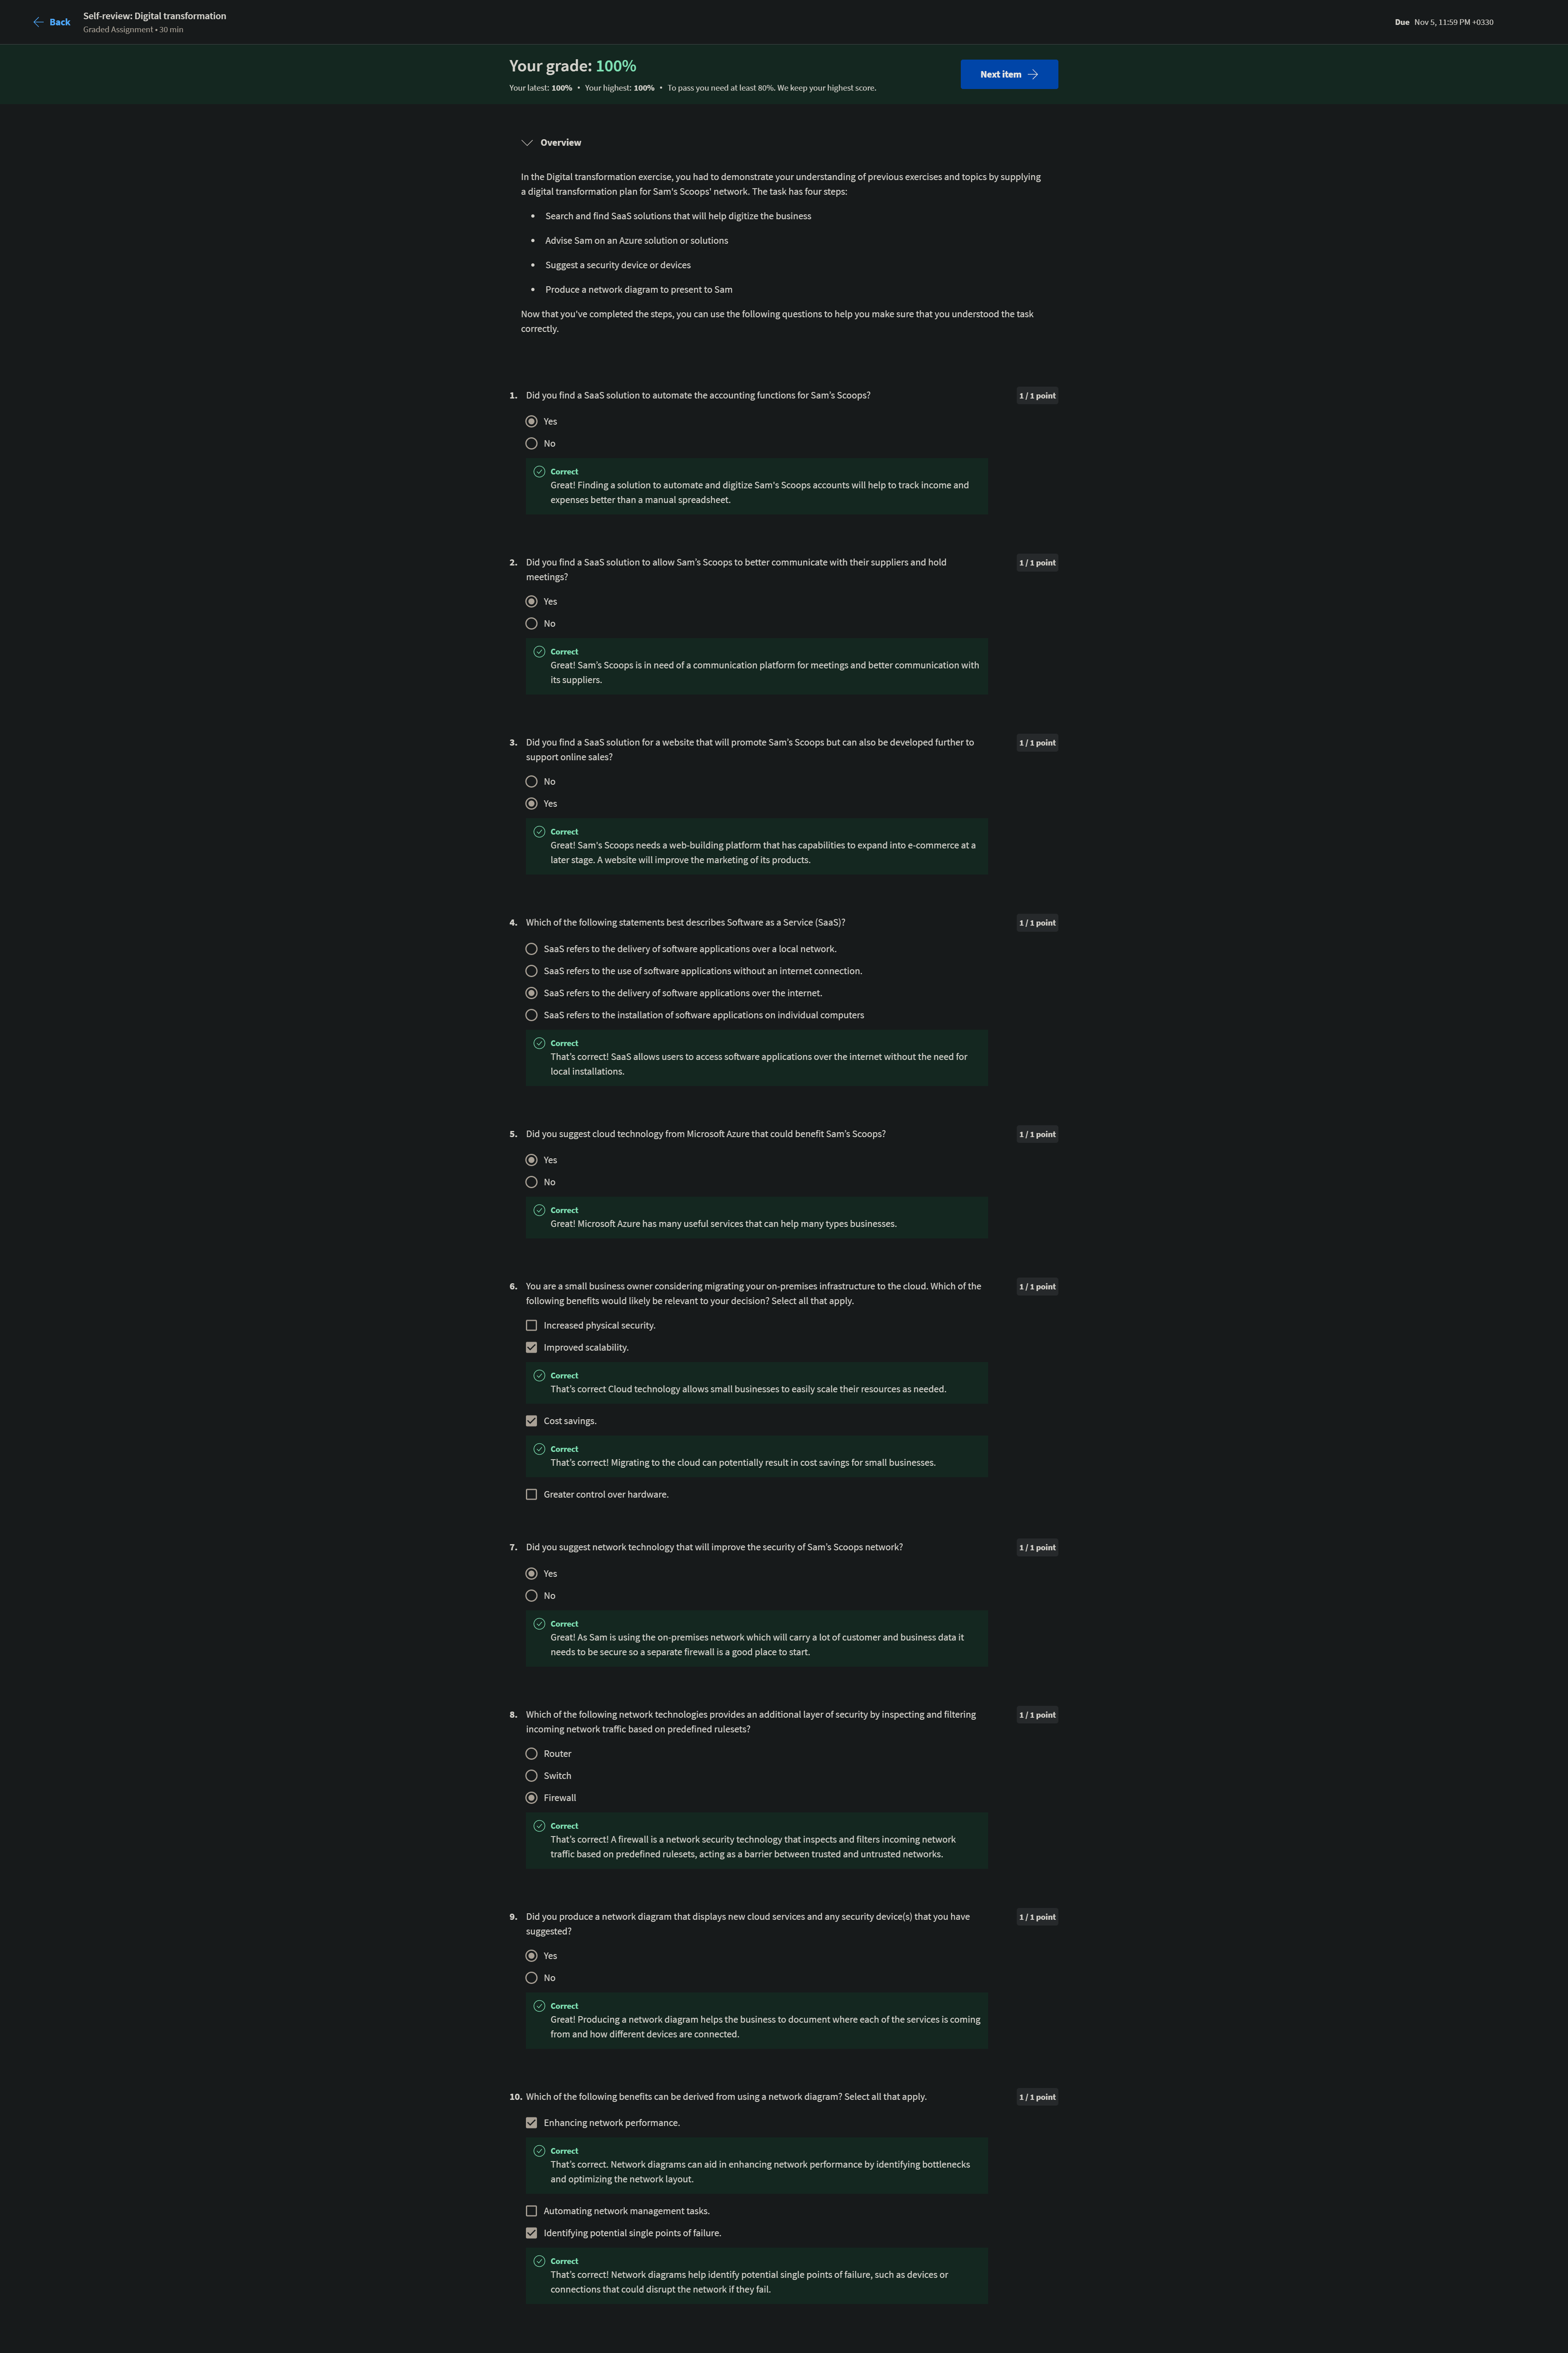 Back
Self-review: Digital transformation
Graded Assignment • 30 min
Due Nov 5, 11:59 PM +0330
Your grade: 100%
Your latest: 100% • Your highest: 100% • To pass you need at least 80%. We keep your highest score.
Next item
Overview
In the Digital transformation exercise, you had to demonstrate your understanding of previous exercises and topics by supplying
a digital transformation plan for Sam's Scoops' network. The task has four steps:
• Search and find SaaS solutions that will help digitize the business
• Advise Sam on an Azure solution or solutions
• Suggest a security device or devices
• Produce a network diagram to present to Sam
Now that you've completed the steps, you can use the following questions to help you make sure that you understood the task
correctly.
1. Did you find a SaaS solution to automate the accounting functions for Sam’s Scoops?
1 / 1 point
Yes
No
Correct
Great! Finding a solution to automate and digitize Sam's Scoops accounts will help to track income and
expenses better than a manual spreadsheet.
2. Did you find a SaaS solution to allow Sam’s Scoops to better communicate with their suppliers and hold
meetings?
1 / 1 point
Yes
No
Correct
Great! Sam’s Scoops is in need of a communication platform for meetings and better communication with
its suppliers.
3. Did you find a SaaS solution for a website that will promote Sam’s Scoops but can also be developed further to
support online sales?
1 / 1 point
No
Yes
Correct
Great! Sam's Scoops needs a web-building platform that has capabilities to expand into e-commerce at a
later stage. A website will improve the marketing of its products.
4. Which of the following statements best describes Software as a Service (SaaS)?
1 / 1 point
SaaS refers to the delivery of software applications over a local network.
SaaS refers to the use of software applications without an internet connection.
SaaS refers to the delivery of software applications over the internet.
SaaS refers to the installation of software applications on individual computers
Correct
That’s correct! SaaS allows users to access software applications over the internet without the need for
local installations.
5. Did you suggest cloud technology from Microsoft Azure that could benefit Sam’s Scoops?
1 / 1 point
Yes
No
Correct
Great! Microsoft Azure has many useful services that can help many types businesses.
6. You are a small business owner considering migrating your on-premises infrastructure to the cloud. Which of the
following benefits would likely be relevant to your decision? Select all that apply.
1 / 1 point
Increased physical security.
Improved scalability.
Correct
That’s correct Cloud technology allows small businesses to easily scale their resources as needed.
Cost savings.
Correct
That’s correct! Migrating to the cloud can potentially result in cost savings for small businesses.
Greater control over hardware.
7. Did you suggest network technology that will improve the security of Sam’s Scoops network?
1 / 1 point
Yes
No
Correct
Great! As Sam is using the on-premises network which will carry a lot of customer and business data it
needs to be secure so a separate firewall is a good place to start.
8. Which of the following network technologies provides an additional layer of security by inspecting and filtering
incoming network traffic based on predefined rulesets?
1 / 1 point
Router
Switch
Firewall
Correct
That’s correct! A firewall is a network security technology that inspects and filters incoming network
traffic based on predefined rulesets, acting as a barrier between trusted and untrusted networks.
9. Did you produce a network diagram that displays new cloud services and any security device(s) that you have
suggested?
1 / 1 point
Yes
No
Correct
Great! Producing a network diagram helps the business to document where each of the services is coming
from and how different devices are connected.
10. Which of the following benefits can be derived from using a network diagram? Select all that apply.
1 / 1 point
Enhancing network performance.
Correct
That’s correct. Network diagrams can aid in enhancing network performance by identifying bottlenecks
and optimizing the network layout.
Automating network management tasks.
Identifying potential single points of failure.
Correct
That’s correct! Network diagrams help identify potential single points of failure, such as devices or
connections that could disrupt the network if they fail.